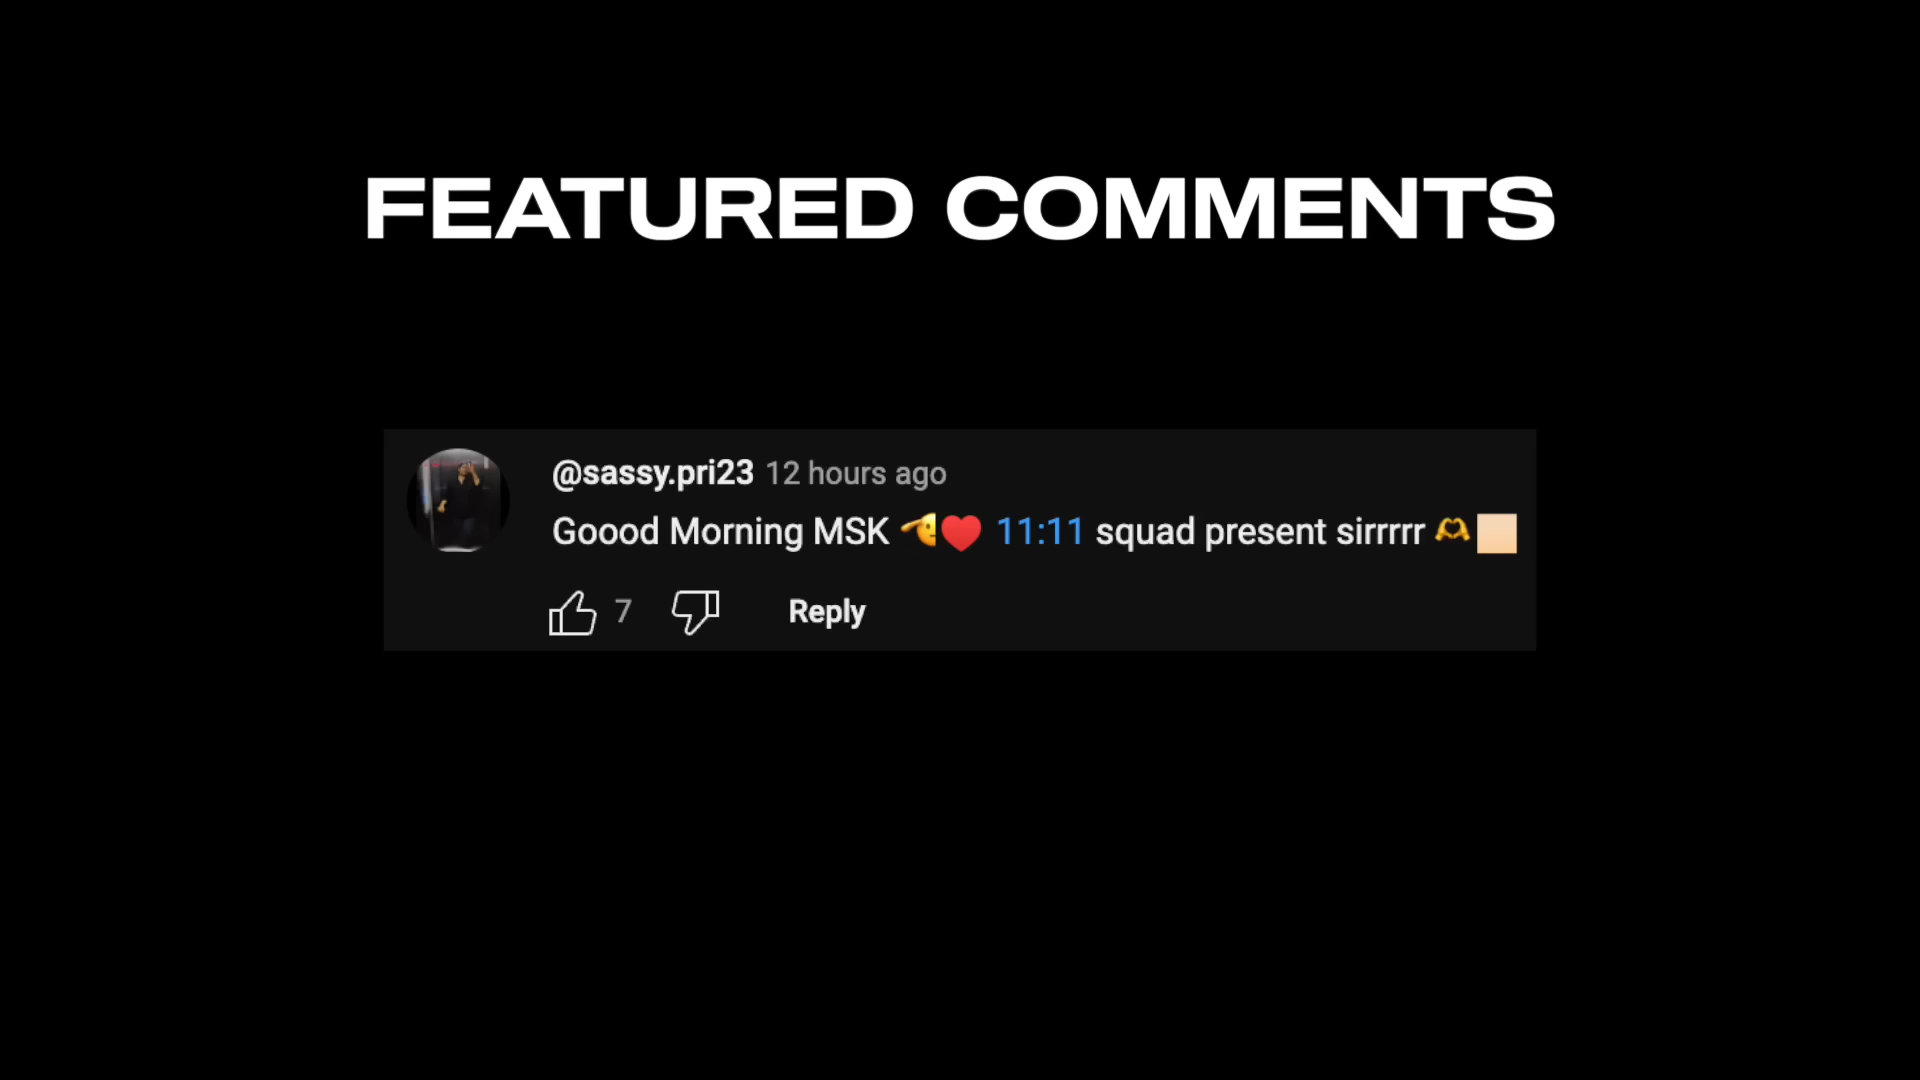 FEATURED COMMENTS
@sassy.pri23 12 hours ago
Goood Morning MSK 🫡❤️ 11:11 squad present sirrrrr 🫶🏼
7 Reply